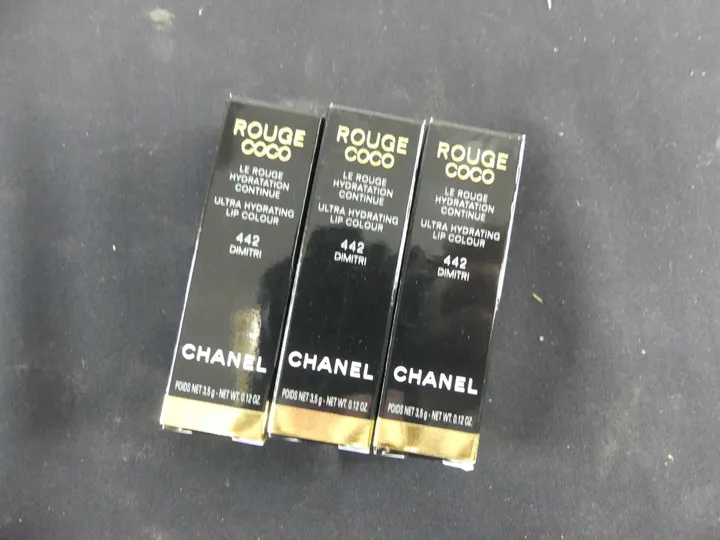 ROUGE
COCO
LE ROUGE
HYDRATATION
CONTINUE
ULTRA HYDRATING
LIP COLOUR
442
DIMITRI
CHANEL
POIDS NET 3,5 g - NET WT. 0.12 OZ.
ROUGE
COCO
LE ROUGE
HYDRATATION
CONTINUE
ULTRA HYDRATING
LIP COLOUR
442
DIMITRI
CHANEL
POIDS NET 3,5 g - NET WT. 0.12 OZ.
ROUGE
COCO
LE ROUGE
HYDRATATION
CONTINUE
ULTRA HYDRATING
LIP COLOUR
442
DIMITRI
CHANEL
POIDS NET 3,5 g - NET WT. 0.12 OZ.